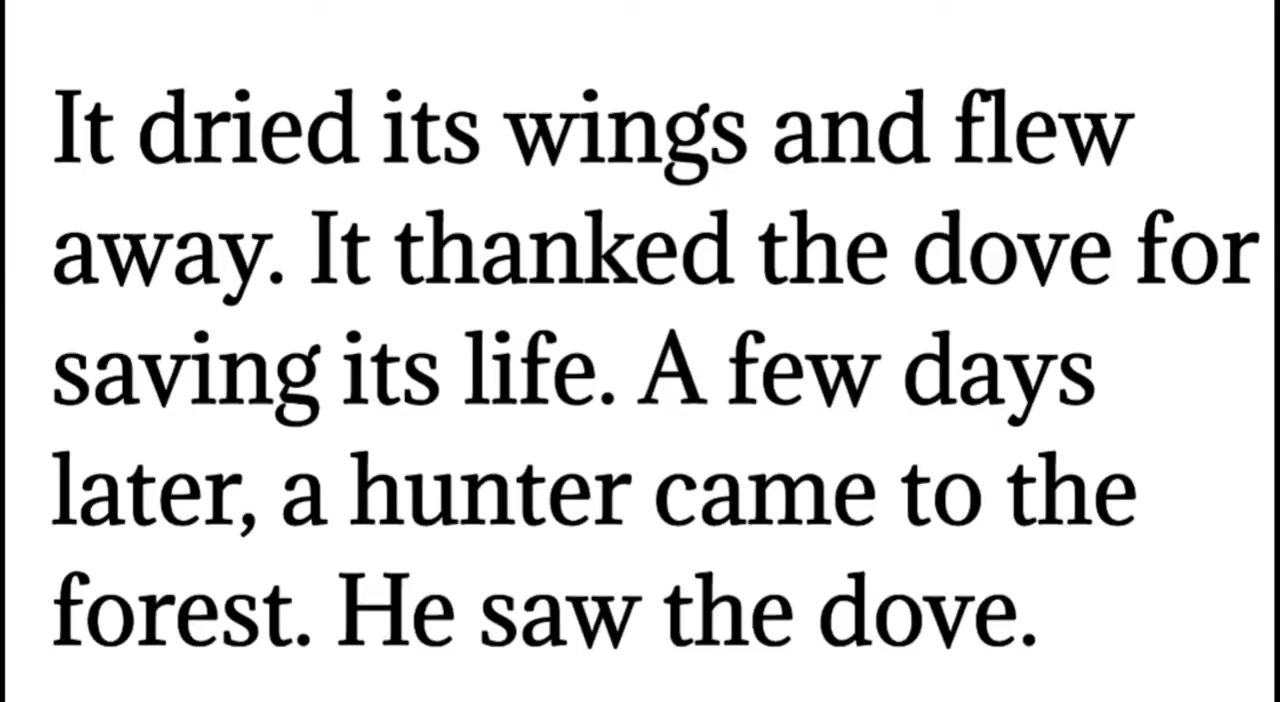 It dried its wings and flew
away. It thanked the dove for
saving its life. A few days
later, a hunter came to the
forest. He saw the dove.